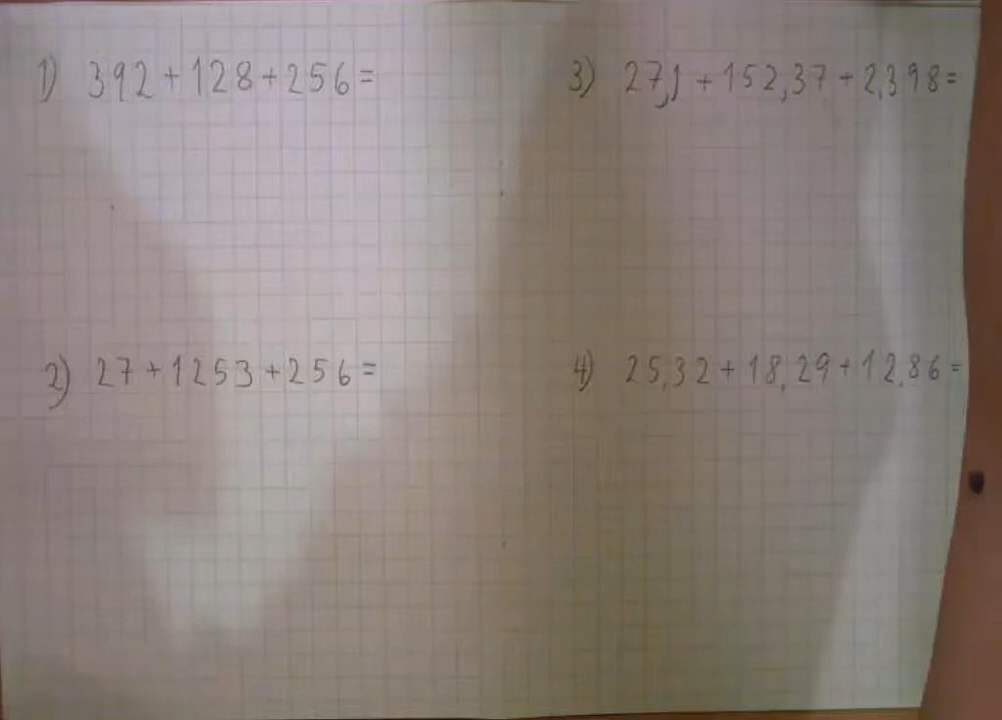 1) 392+128+256=
2) 27+1253+256=
3) 27,1+152,37+2,398=
4) 25,32+18,29+12,86=